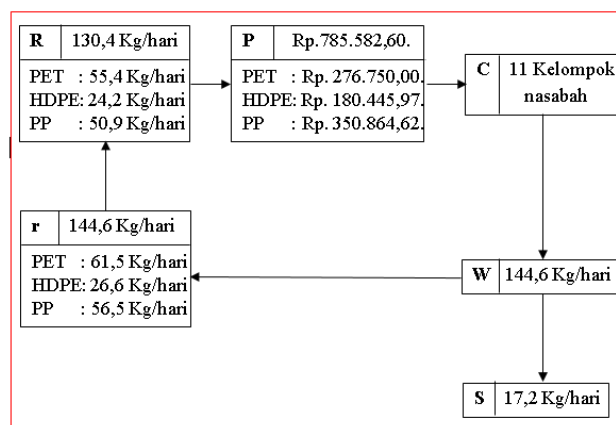 R 130,4 Kg/hari
PET : 55,4 Kg/hari
HDPE: 24,2 Kg/hari
PP : 50,9 Kg/hari
P Rp.785.582,60.
PET : Rp. 276.750,00.
HDPE: Rp. 180.445,97.
PP : Rp. 350.864,62.
C 11 Kelompok
nasabah
r 144,6 Kg/hari
PET : 61,5 Kg/hari
HDPE: 26,6 Kg/hari
PP : 56,5 Kg/hari
W 144,6 Kg/hari
S 17,2 Kg/hari